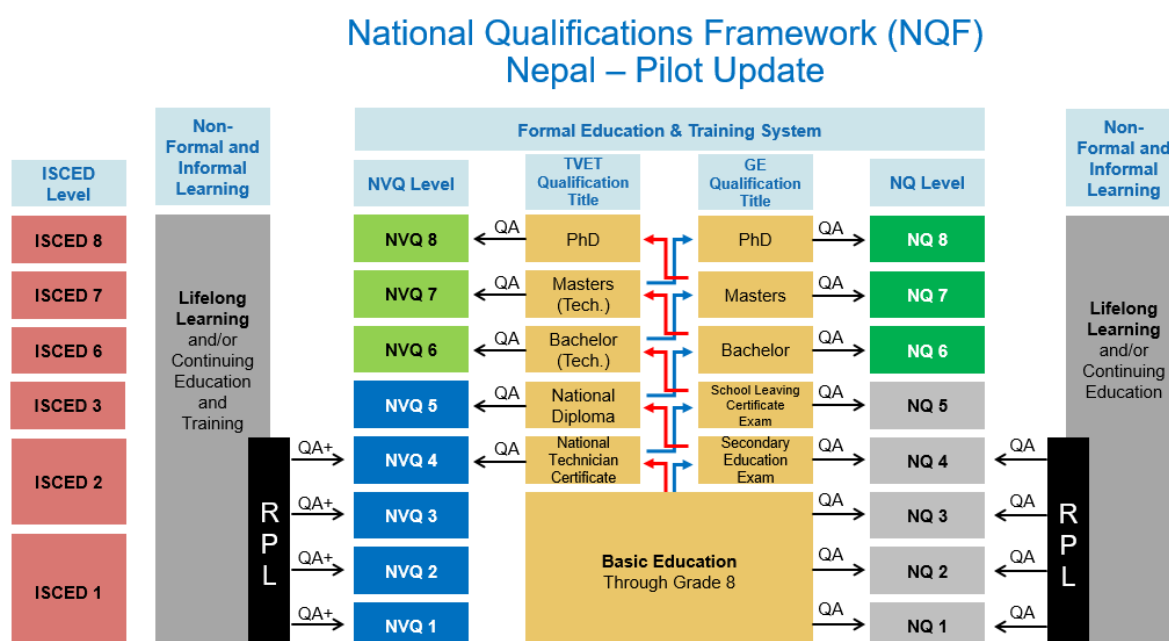 National Qualifications Framework (NQF)
Nepal – Pilot Update
ISCED
Level
Non-
Formal and
Informal
Learning
Formal Education & Training System
NVQ Level
TVET
Qualification
Title
GE
Qualification
Title
NQ Level
Non-
Formal and
Informal
Learning
ISCED 8
NVQ 8
QA
PhD
PhD
QA
NQ 8
ISCED 7
NVQ 7
QA
Masters
(Tech.)
Masters
QA
NQ 7
ISCED 6
NVQ 6
QA
Bachelor
(Tech.)
Bachelor
QA
NQ 6
ISCED 3
NVQ 5
QA
National
Diploma
School Leaving
Certificate
Exam
QA
NQ 5
Lifelong
Learning
and/or
Continuing
Education
and
Training
Lifelong
Learning
and/or
Continuing
Education
ISCED 2
QA+
NVQ 4
QA
National
Technician
Certificate
Secondary
Education
Exam
QA
NQ 4
QA
QA+
NVQ 3
QA
NQ 3
QA
RPL
RPL
ISCED 1
QA+
NVQ 2
Basic Education
Through Grade 8
QA
NQ 2
QA
QA+
NVQ 1
QA
NQ 1
QA